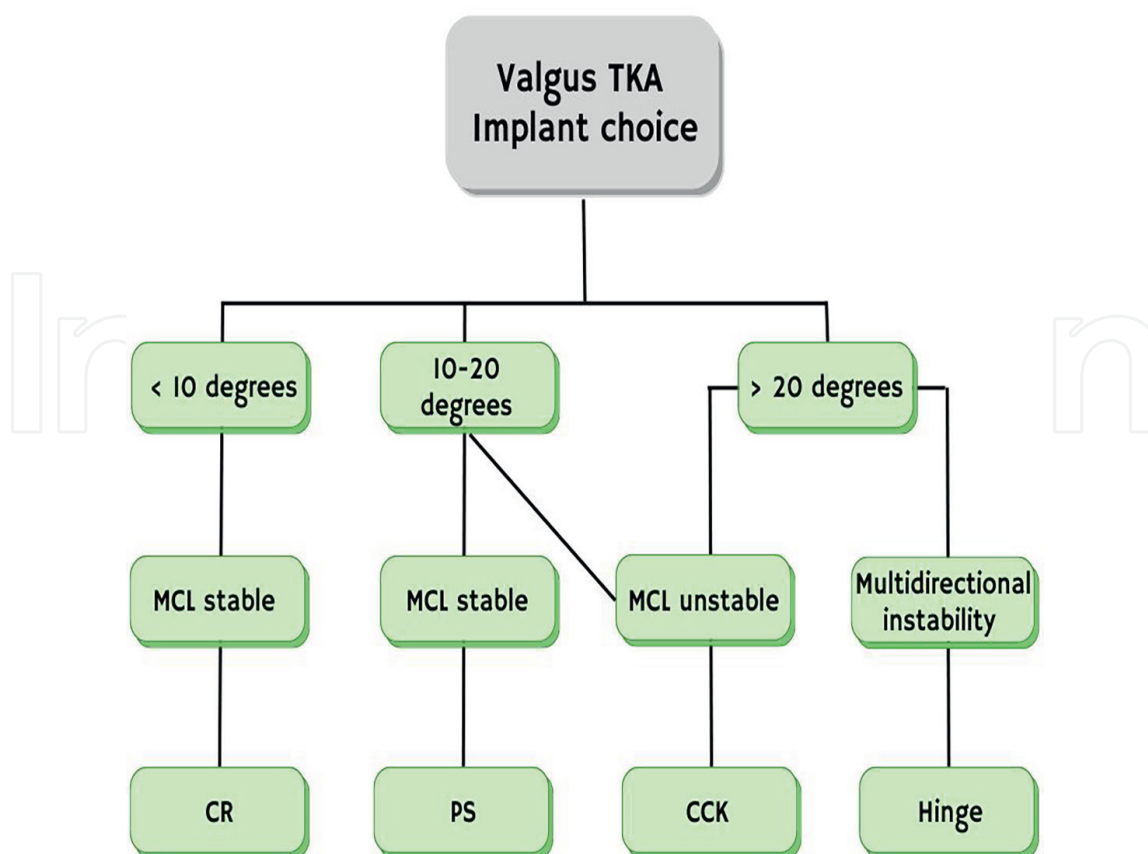 Valgus TKA
Implant choice
< 10 degrees
10-20
degrees
> 20 degrees
MCL stable
MCL stable
MCL unstable
Multidirectional
instability
CR
PS
CCK
Hinge